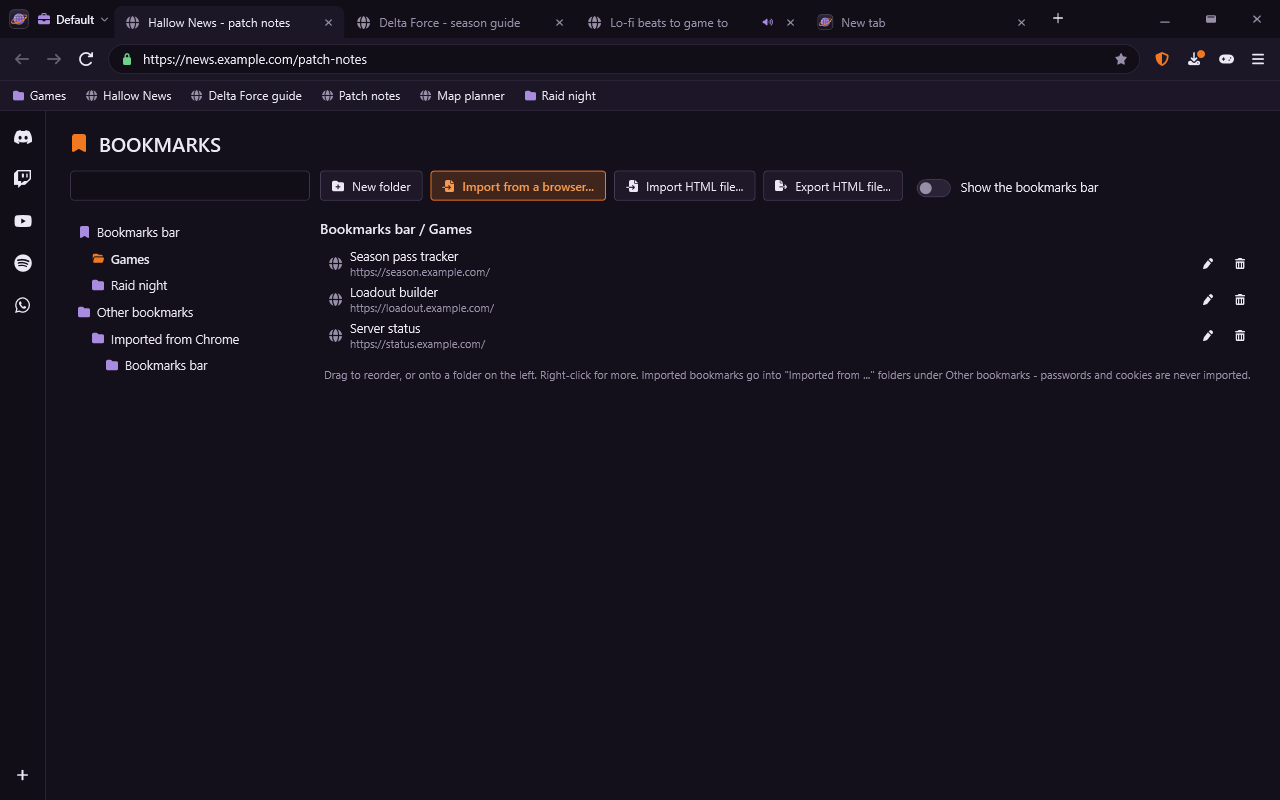 Default
Hallow News - patch notes
Delta Force - season guide
Lo-fi beats to game to
New tab
https://news.example.com/patch-notes
Games
Hallow News
Delta Force guide
Patch notes
Map planner
Raid night
BOOKMARKS
New folder
Import from a browser...
Import HTML file...
Export HTML file...
Show the bookmarks bar
Bookmarks bar
Games
Raid night
Other bookmarks
Imported from Chrome
Bookmarks bar
Bookmarks bar / Games
Season pass tracker
https://season.example.com/
Loadout builder
https://loadout.example.com/
Server status
https://status.example.com/
Drag to reorder, or onto a folder on the left. Right-click for more. Imported bookmarks go into "Imported from ..." folders under Other bookmarks - passwords and cookies are never imported.